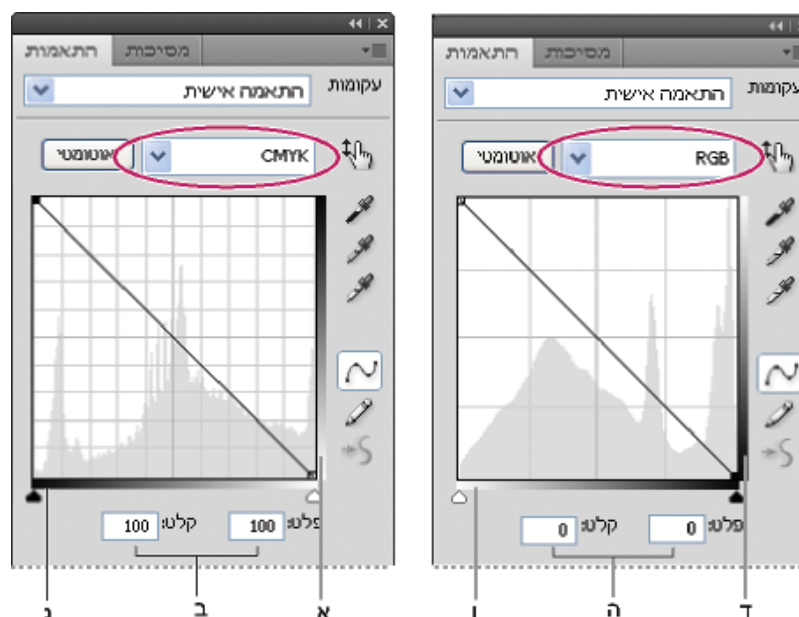 מסיכות התאמות
עקומות התאמה אישית
CMYK אוטומטי
פלט: 100 קלט: 100
א ב ג
מסיכות התאמות
עקומות התאמה אישית
RGB אוטומטי
פלט: 0 קלט: 0
ד ה ו